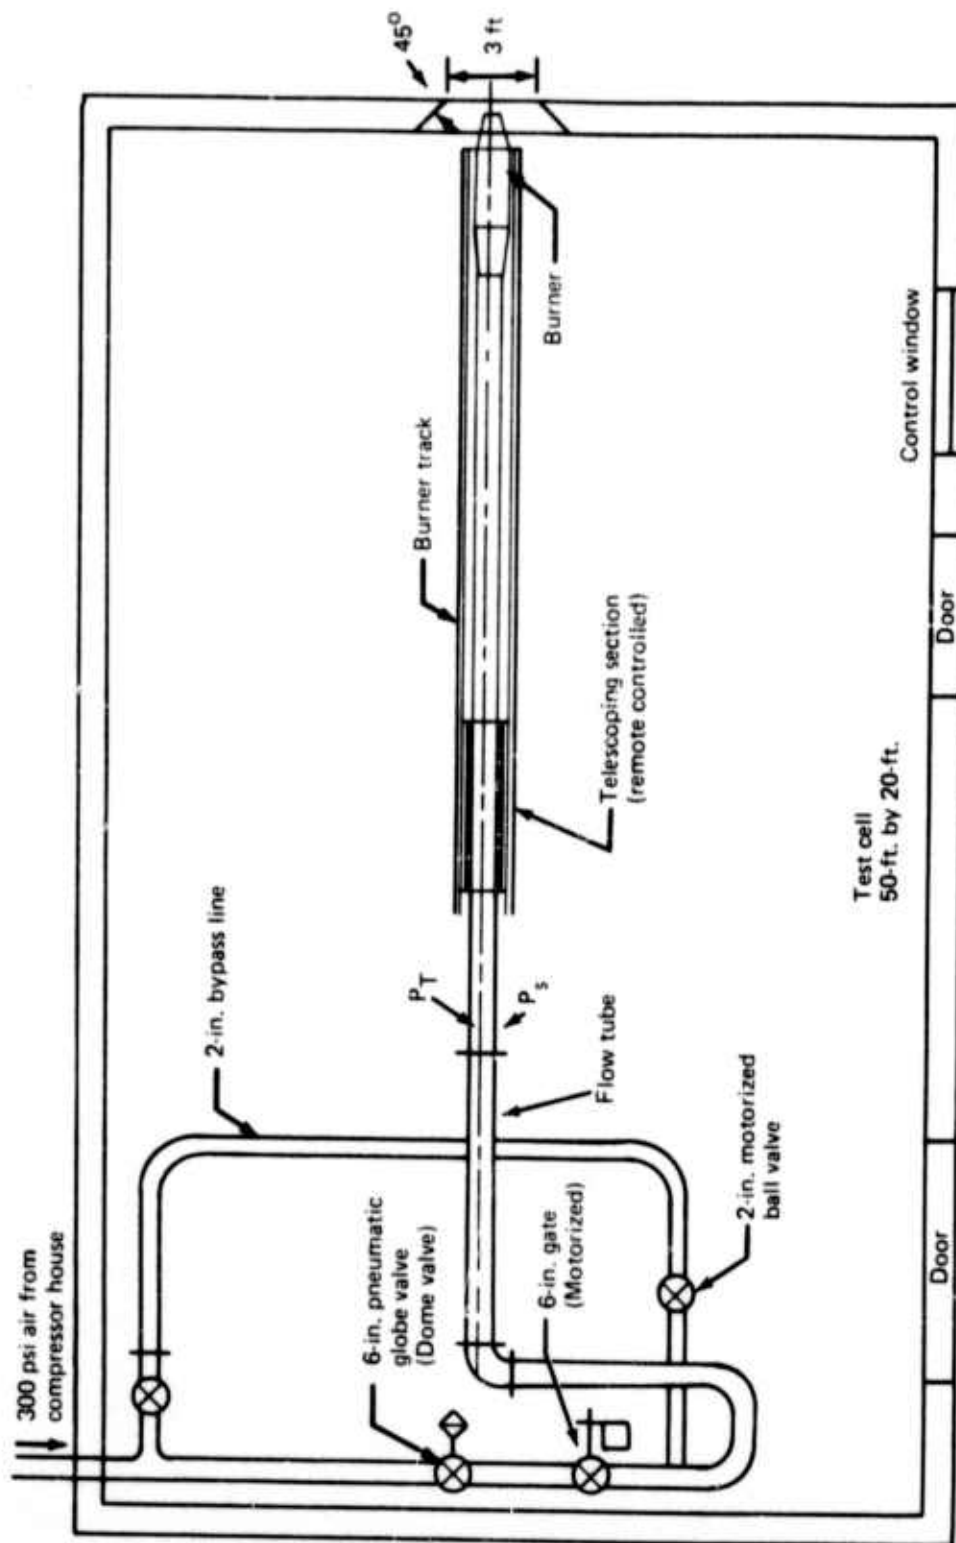 300 psi air from
compressor house
2-in. bypass line
6-in. pneumatic
globe valve
(Dome valve)
6-in. gate
(Motorized)
2-in. motorized
ball valve
Flow tube
PT
Ps
Burner track
Telescoping section
(remote controlled)
Burner
45°
3 ft
Test cell
50-ft. by 20-ft.
Control window
Door
Door